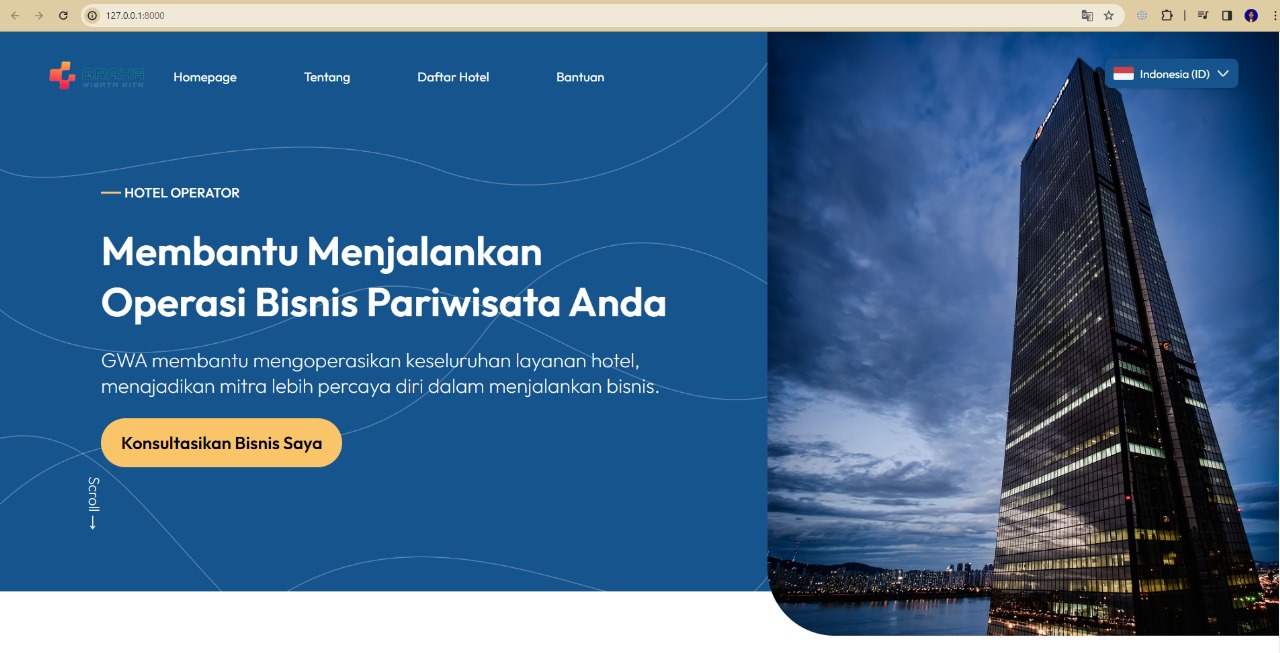 127.0.0.1:8000
GRAHA
WISATA KITA
Homepage
Tentang
Daftar Hotel
Bantuan
Indonesia (ID)
HOTEL OPERATOR
Membantu Menjalankan
Operasi Bisnis Pariwisata Anda
GWA membantu mengoperasikan keseluruhan layanan hotel,
menajadikan mitra lebih percaya diri dalam menjalankan bisnis.
Konsultasikan Bisnis Saya
Scroll →